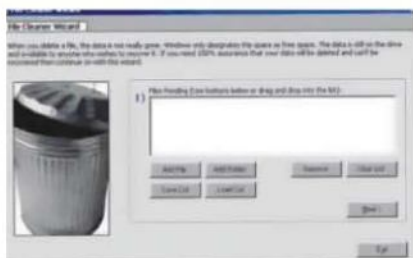 File Cleaner Wizard
When you delete a file, the data is not really gone. Windows only designates the space as free space. The data is still on the drive
and available to anyone who wishes to recover it. If you need 100% assurance that your data will be deleted and can't be
recovered then continue on with this wizard.
1) Files Pending (Use buttons below or drag and drop into the list):
Add File Add Folder Remove Clear List
Save List Load List
Next
Exit